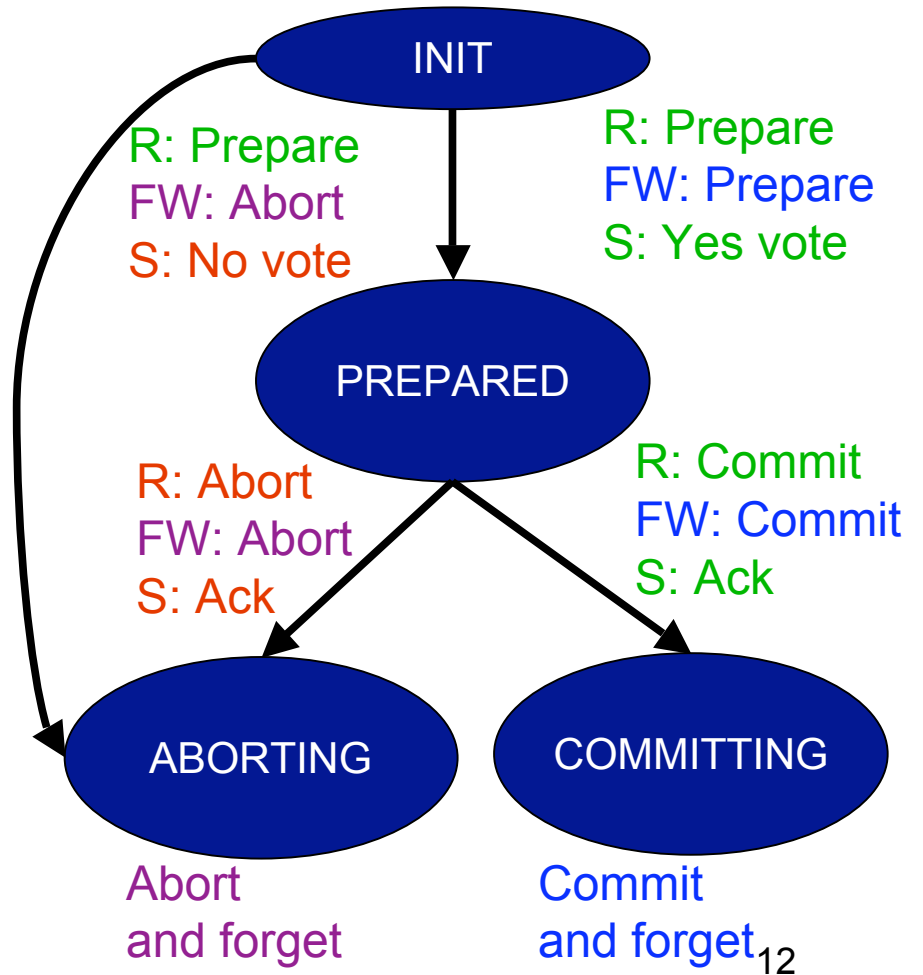 INIT
R: Prepare
FW: Abort
S: No vote
R: Prepare
FW: Prepare
S: Yes vote
PREPARED
R: Abort
FW: Abort
S: Ack
R: Commit
FW: Commit
S: Ack
ABORTING
COMMITTING
Abort
and forget
Commit
and forget
12